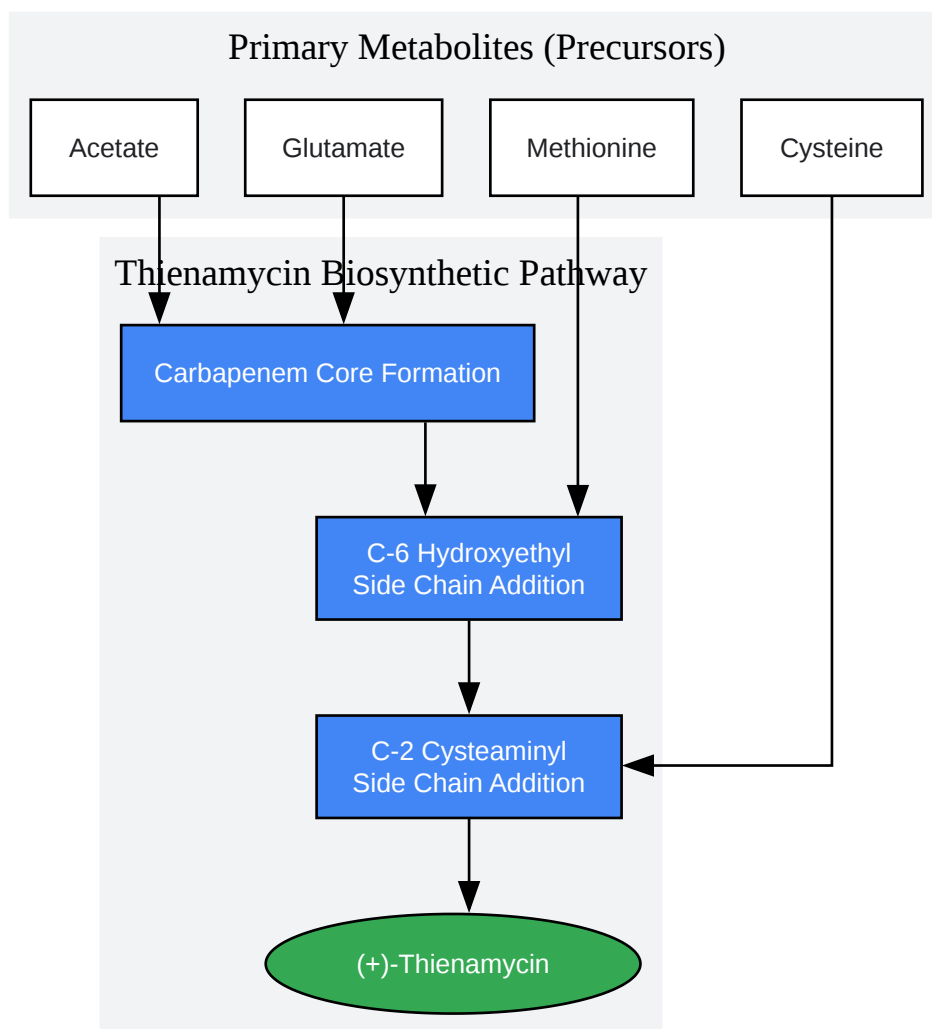 Primary Metabolites (Precursors)
Acetate
Glutamate
Methionine
Cysteine
Thienamycin Biosynthetic Pathway
Carbapenem Core Formation
C-6 Hydroxyethyl
Side Chain Addition
C-2 Cysteaminyl
Side Chain Addition
(+)-Thienamycin